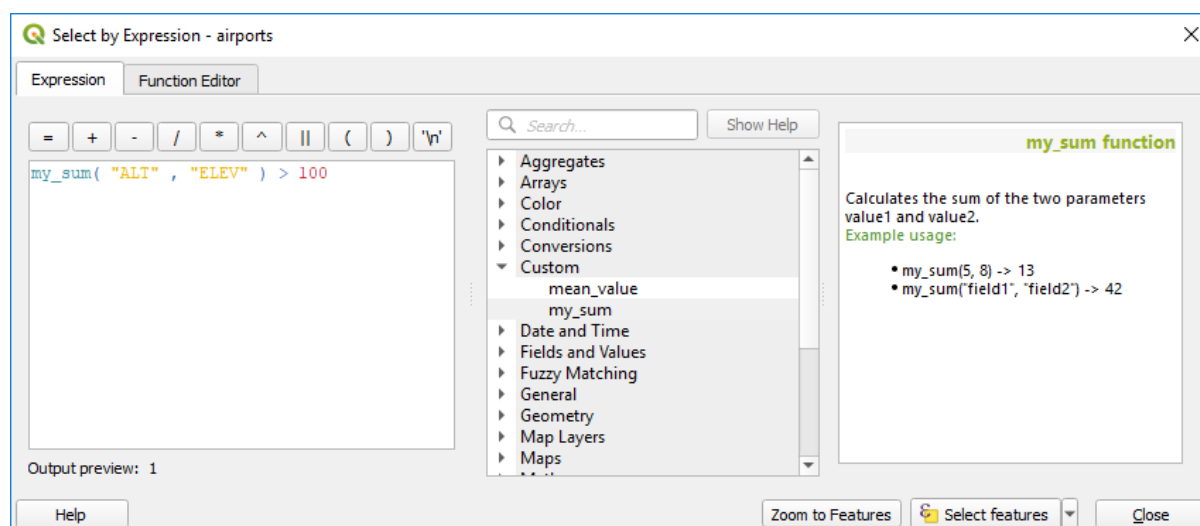 Select by Expression - airports
Expression
Function Editor
= + - / * ^ || ( ) '\n'
my_sum( "ALT" , "ELEV" ) > 100
Output preview: 1
Search...
Show Help
Aggregates
Arrays
Color
Conditionals
Conversions
Custom
mean_value
my_sum
Date and Time
Fields and Values
Fuzzy Matching
General
Geometry
Map Layers
Maps
my_sum function
Calculates the sum of the two parameters
value1 and value2.
Example usage:
• my_sum(5, 8) -> 13
• my_sum("field1", "field2") -> 42
Help
Zoom to Features
Select features
Close